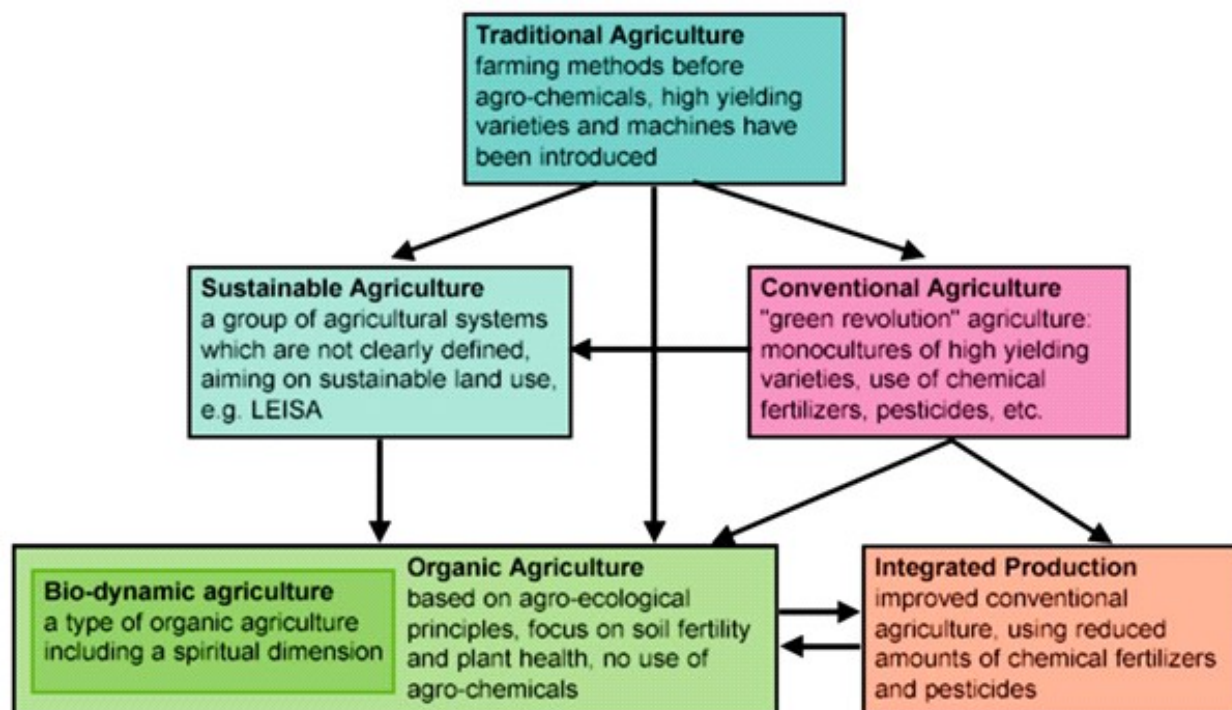 Traditional Agriculture
farming methods before
agro-chemicals, high yielding
varieties and machines have
been introduced
Sustainable Agriculture
a group of agricultural systems
which are not clearly defined,
aiming on sustainable land use,
e.g. LEISA
Conventional Agriculture
"green revolution" agriculture:
monocultures of high yielding
varieties, use of chemical
fertilizers, pesticides, etc.
Bio-dynamic agriculture
a type of organic agriculture
including a spiritual dimension
Organic Agriculture
based on agro-ecological
principles, focus on soil fertility
and plant health, no use of
agro-chemicals
Integrated Production
improved conventional
agriculture, using reduced
amounts of chemical fertilizers
and pesticides